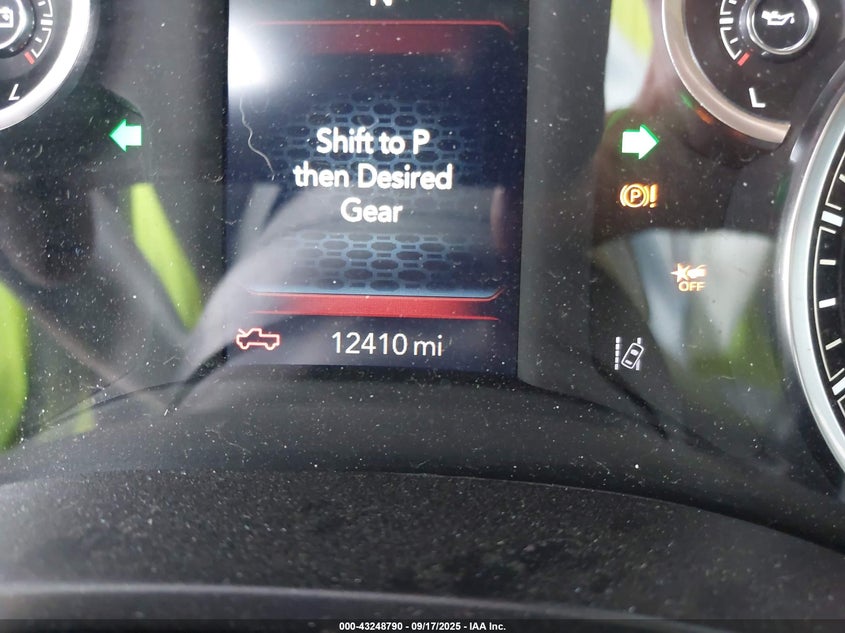 N
L
L
Shift to P
then Desired
Gear
P!
OFF
12410 mi
000-43248790 - 09/17/2025 - IAA Inc.